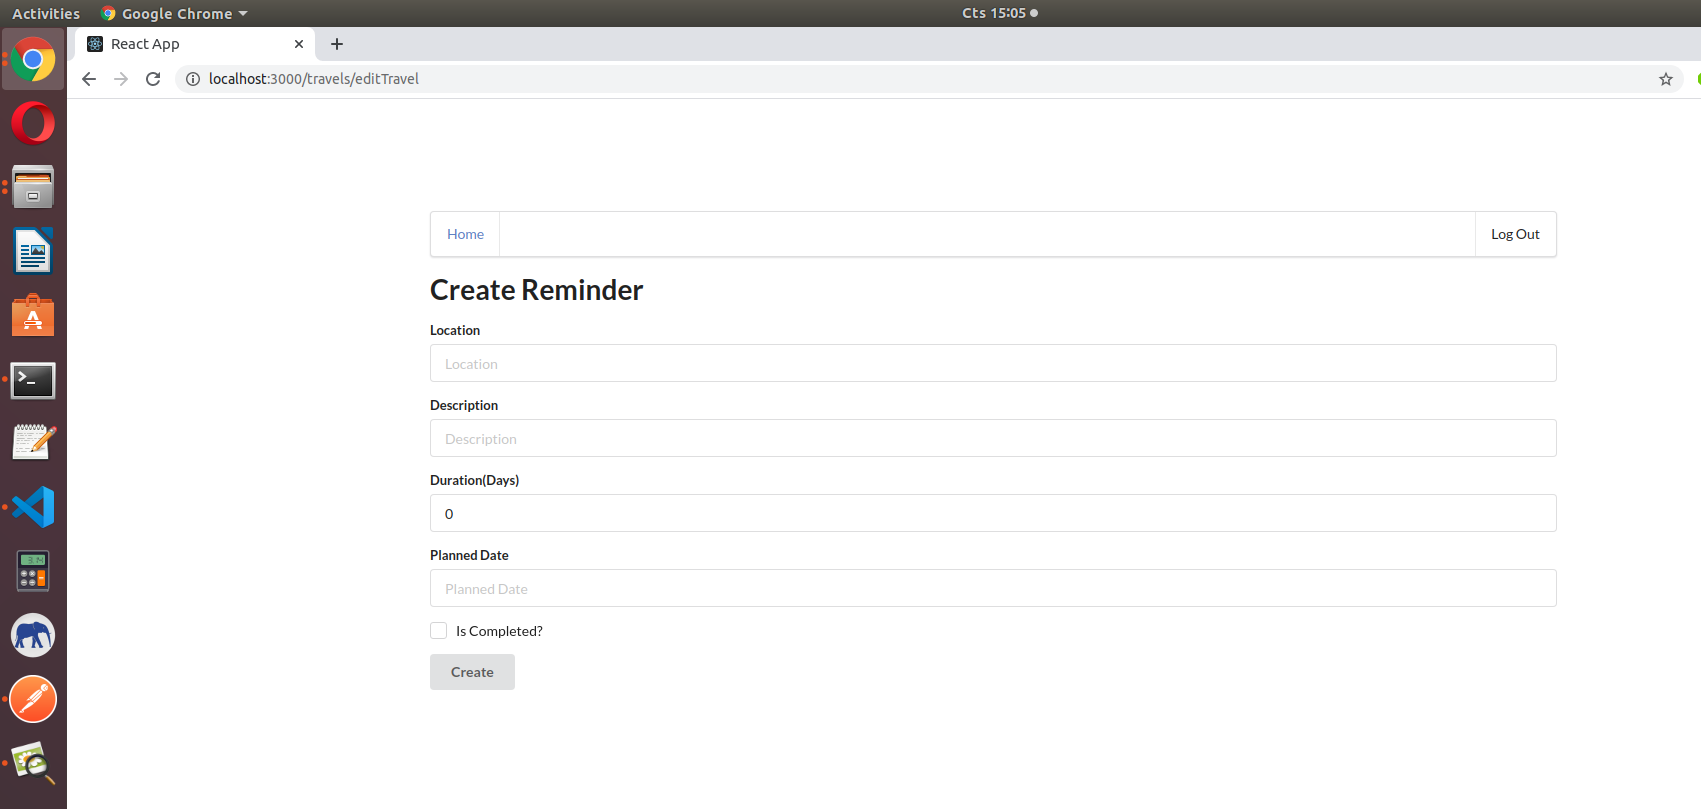 Activities Google Chrome Cts 15:05
React App
localhost:3000/travels/editTravel
Home Log Out
Create Reminder
Location
Location
Description
Description
Duration(Days)
0
Planned Date
Planned Date
Is Completed?
Create